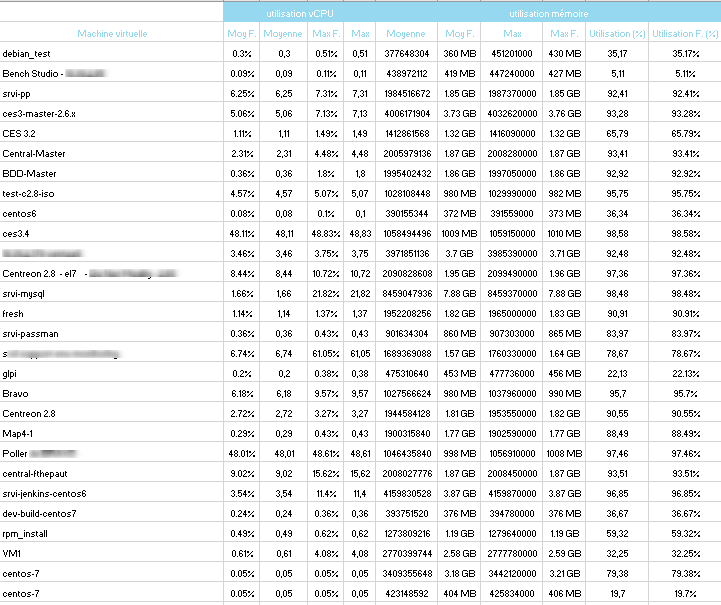 utilisation vCPU utilisation mémoire
Machine virtuelle Moy F. Moyenne Max F. Max Moyenne Moy F. Max Max F. Utilisation (%) Utilisation F. (%)
debian_test 0.3% 0,3 0.51% 0,51 377648304 360 MB 451201000 430 MB 35,17 35.17%
Bench Studio - 0.09% 0,09 0.11% 0,11 438972112 419 MB 447240000 427 MB 5,11 5.11%
srvi-pp 6.25% 6,25 7.31% 7,31 1984516672 1.85 GB 1987370000 1.85 GB 92,41 92.41%
ces3-master-2.6.x 5.06% 5,06 7.13% 7,13 4006171904 3.73 GB 4032620000 3.76 GB 93,28 93.28%
CES 3.2 1.11% 1,11 1.49% 1,49 1412861568 1.32 GB 1416090000 1.32 GB 65,79 65.79%
Central-Master 2.31% 2,31 4.48% 4,48 2005979136 1.87 GB 2008280000 1.87 GB 93,41 93.41%
BDD-Master 0.36% 0,36 1.8% 1,8 1995402432 1.86 GB 1997050000 1.86 GB 92,92 92.92%
test-c2.8-iso 4.57% 4,57 5.07% 5,07 1028108448 980 MB 1029990000 982 MB 95,75 95.75%
centos6 0.08% 0,08 0.1% 0,1 390155344 372 MB 391559000 373 MB 36,34 36.34%
ces3.4 48.11% 48,11 48.83% 48,83 1058494496 1009 MB 1059150000 1010 MB 98,58 98.58%
3.46% 3,46 3.75% 3,75 3971851136 3.7 GB 3985390000 3.71 GB 92,48 92.48%
Centreon 2.8 - el7 - 8.44% 8,44 10.72% 10,72 2090828608 1.95 GB 2099490000 1.96 GB 97,36 97.36%
srvi-mysql 1.66% 1,66 21.82% 21,82 8459047936 7.88 GB 8459370000 7.88 GB 98,48 98.48%
fresh 1.14% 1,14 1.37% 1,37 1952208256 1.82 GB 1965000000 1.83 GB 90,91 90.91%
srvi-passman 0.36% 0,36 0.43% 0,43 901634304 860 MB 907303000 865 MB 83,97 83.97%
6.74% 6,74 61.05% 61,05 1689369088 1.57 GB 1760330000 1.64 GB 78,67 78.67%
glpi 0.2% 0,2 0.38% 0,38 475310640 453 MB 477736000 456 MB 22,13 22.13%
Bravo 6.18% 6,18 9.57% 9,57 1027566624 980 MB 1037960000 990 MB 95,7 95.7%
Centreon 2.8 2.72% 2,72 3.27% 3,27 1944584128 1.81 GB 1953550000 1.82 GB 90,55 90.55%
Map4-1 0.29% 0,29 0.43% 0,43 1900315840 1.77 GB 1902590000 1.77 GB 88,49 88.49%
Poller 48.01% 48,01 48.61% 48,61 1046435840 998 MB 1056910000 1008 MB 97,46 97.46%
central-fthepaut 9.02% 9,02 15.62% 15,62 2008027776 1.87 GB 2008450000 1.87 GB 93,51 93.51%
srvi-jenkins-centos6 3.54% 3,54 11.4% 11,4 4159830528 3.87 GB 4159870000 3.87 GB 96,85 96.85%
dev-build-centos7 0.24% 0,24 0.36% 0,36 393751520 376 MB 394780000 376 MB 36,67 36.67%
rpm_install 0.49% 0,49 0.62% 0,62 1273809216 1.19 GB 1279640000 1.19 GB 59,32 59.32%
VM1 0.61% 0,61 4.08% 4,08 2770399744 2.58 GB 2777780000 2.59 GB 32,25 32.25%
centos-7 0.05% 0,05 0.05% 0,05 3409355648 3.18 GB 3442120000 3.21 GB 79,38 79.38%
centos-7 0.05% 0,05 0.05% 0,05 423148592 404 MB 425834000 406 MB 19,7 19.7%